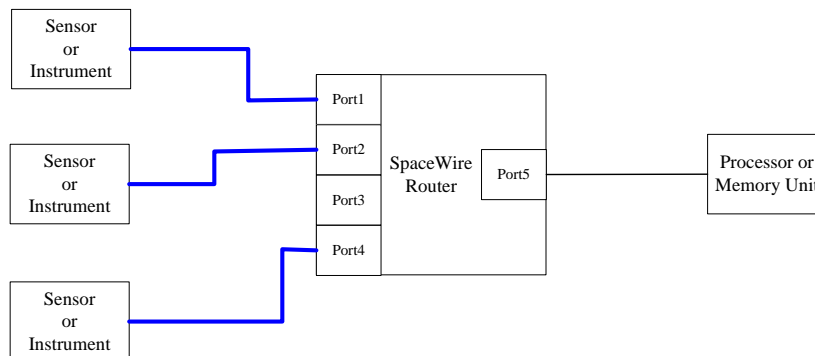 Sensor
or
Instrument
Sensor
or
Instrument
Sensor
or
Instrument
Port1
Port2
Port3
Port4
SpaceWire
Router
Port5
Processor or
Memory Unit